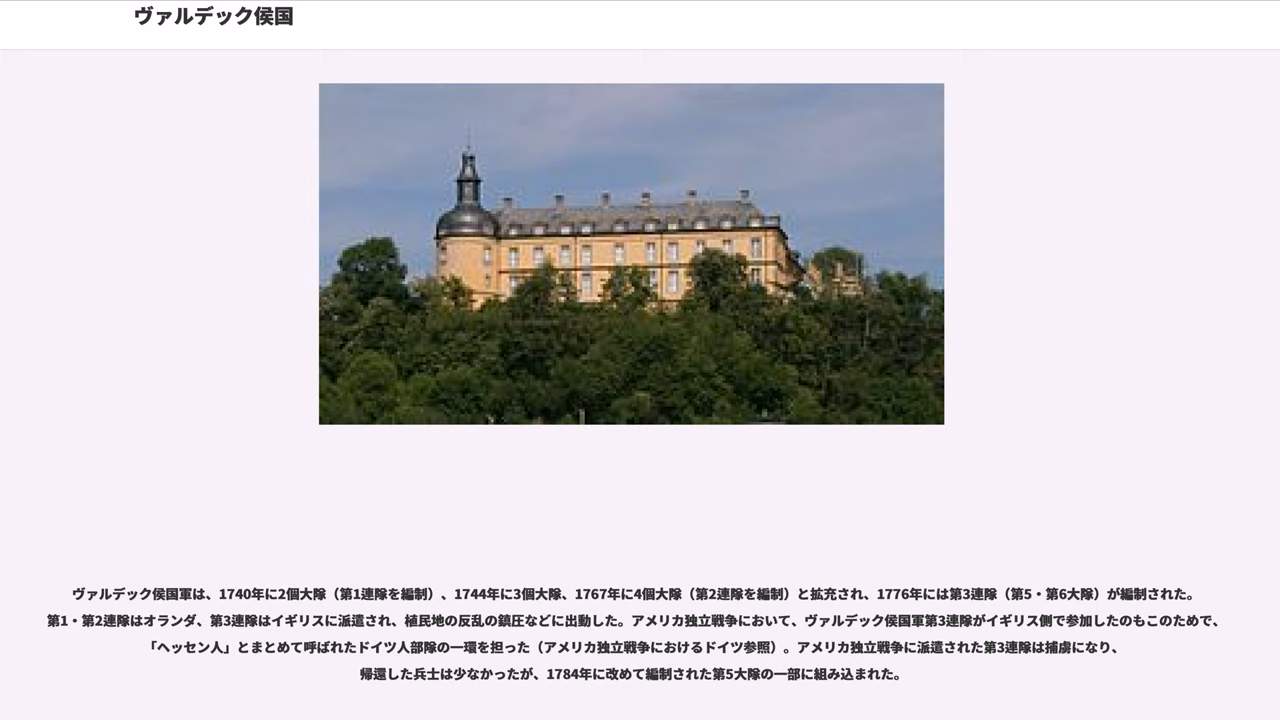 ヴァルデック侯国
ヴァルデック侯国軍は、1740年に2個大隊（第1連隊を編制）、1744年に3個大隊、1767年に4個大隊（第2連隊を編制）と拡充され、1776年には第3連隊（第5・第6大隊）が編制された。
第1・第2連隊はオランダ、第3連隊はイギリスに派遣され、植民地の反乱の鎮圧などに出動した。アメリカ独立戦争において、ヴァルデック侯国軍第3連隊がイギリス側で参加したのもこのためで、
「ヘッセン人」とまとめて呼ばれたドイツ人部隊の一環を担った（アメリカ独立戦争におけるドイツ参照）。アメリカ独立戦争に派遣された第3連隊は捕虜になり、
帰還した兵士は少なかったが、1784年に改めて編制された第5大隊の一部に組み込まれた。